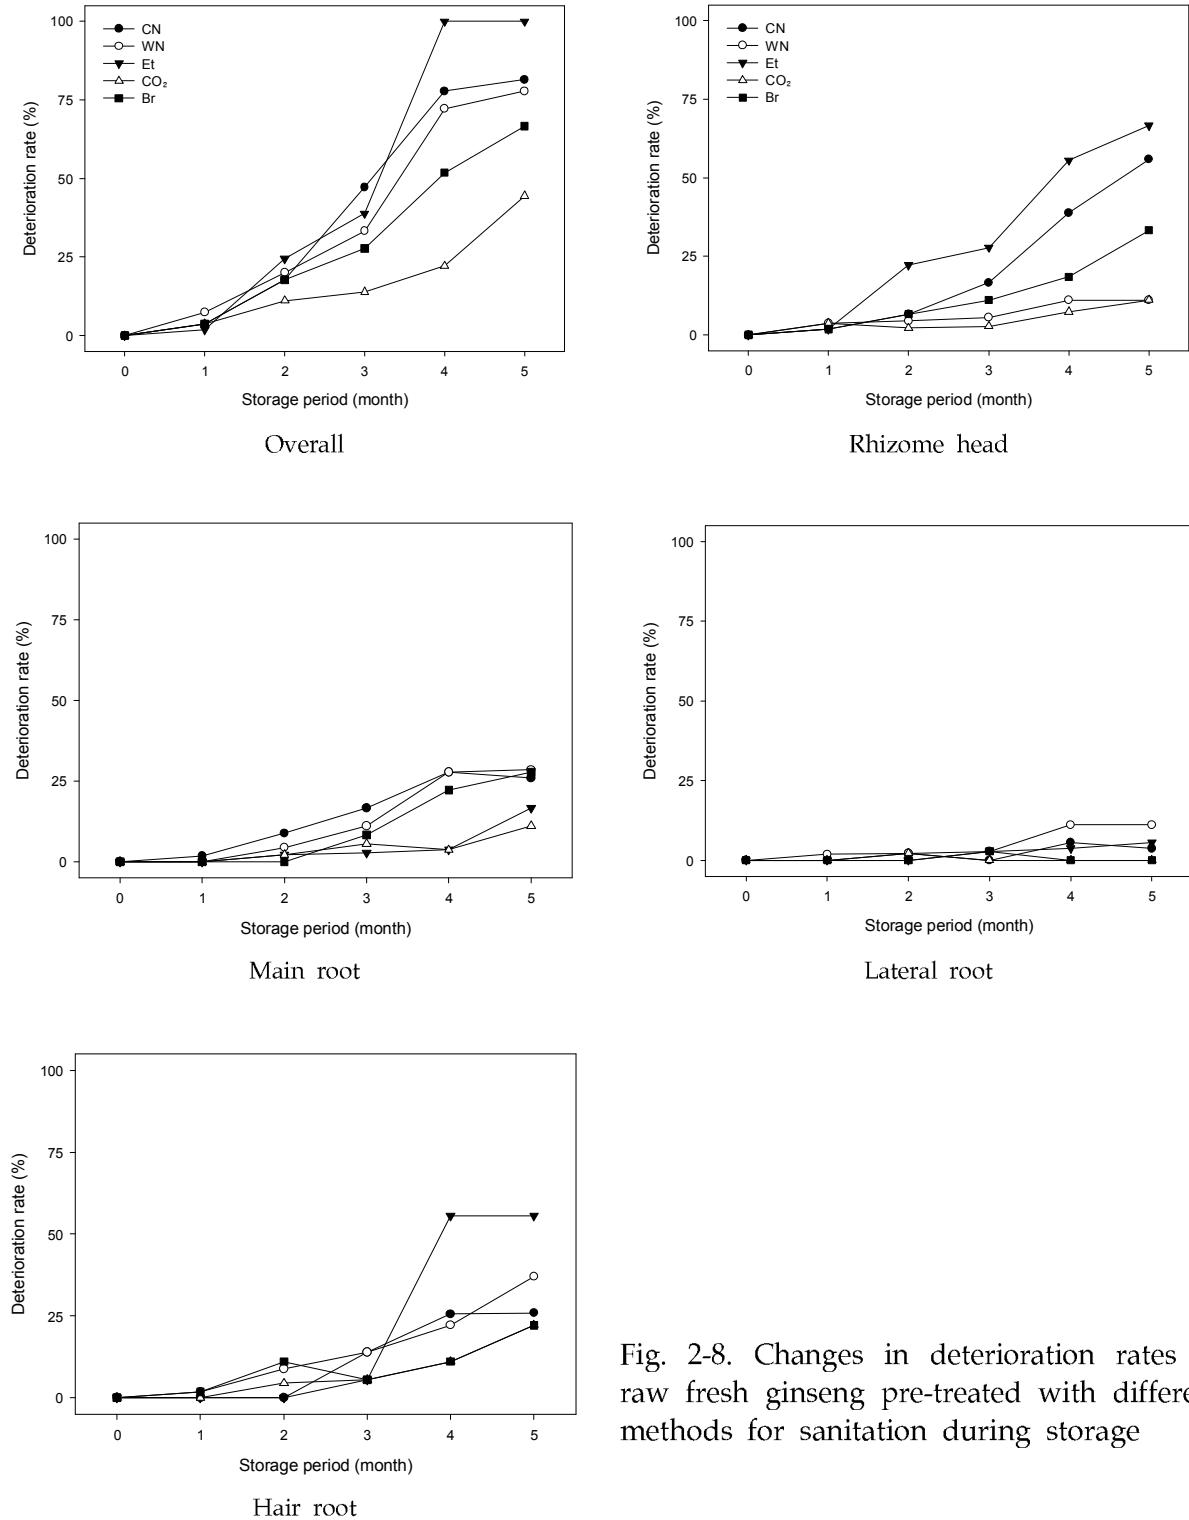 Deterioration rate (%)
100
75
50
25
0
CN
WN
Et
CO₂
Br
0 1 2 3 4 5
Storage period (month)
Overall
Deterioration rate (%)
100
75
50
25
0
CN
WN
Et
CO₂
Br
0 1 2 3 4 5
Storage period (month)
Rhizome head
Deterioration rate (%)
100
75
50
25
0
0 1 2 3 4 5
Storage period (month)
Main root
Deterioration rate (%)
100
75
50
25
0
0 1 2 3 4 5
Storage period (month)
Lateral root
Deterioration rate (%)
100
75
50
25
0
0 1 2 3 4 5
Storage period (month)
Hair root
Fig. 2-8. Changes in deterioration rates
raw fresh ginseng pre-treated with differe
methods for sanitation during storage